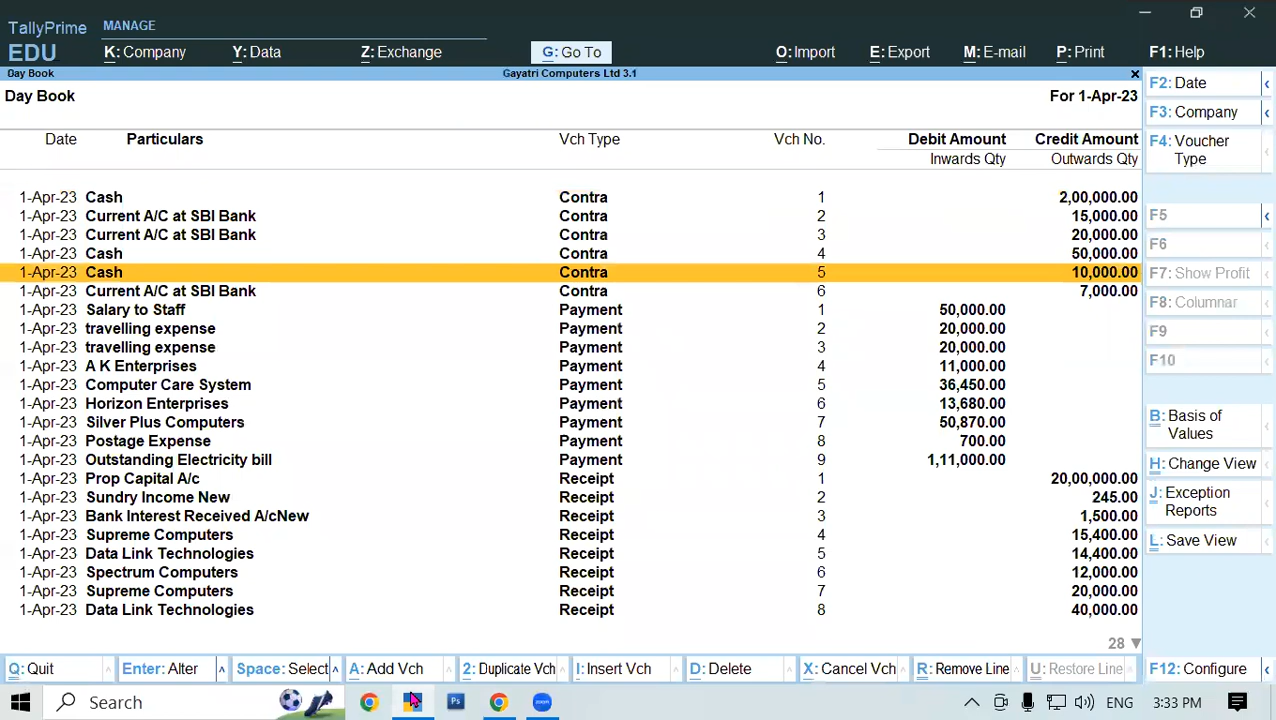 TallyPrime MANAGE
EDU K: Company Y: Data Z: Exchange G: Go To O: Import E: Export M: E-mail P: Print F1: Help
Day Book Gayatri Computers Ltd 3.1 ×
Day Book For 1-Apr-23
Date Particulars Vch Type Vch No. Debit Amount Credit Amount
Inwards Qty Outwards Qty
1-Apr-23 Cash Contra 1 2,00,000.00
1-Apr-23 Current A/C at SBI Bank Contra 2 15,000.00
1-Apr-23 Current A/C at SBI Bank Contra 3 20,000.00
1-Apr-23 Cash Contra 4 50,000.00
1-Apr-23 Cash Contra 5 10,000.00
1-Apr-23 Current A/C at SBI Bank Contra 6 7,000.00
1-Apr-23 Salary to Staff Payment 1 50,000.00
1-Apr-23 travelling expense Payment 2 20,000.00
1-Apr-23 travelling expense Payment 3 20,000.00
1-Apr-23 A K Enterprises Payment 4 11,000.00
1-Apr-23 Computer Care System Payment 5 36,450.00
1-Apr-23 Horizon Enterprises Payment 6 13,680.00
1-Apr-23 Silver Plus Computers Payment 7 50,870.00
1-Apr-23 Postage Expense Payment 8 700.00
1-Apr-23 Outstanding Electricity bill Payment 9 1,11,000.00
1-Apr-23 Prop Capital A/c Receipt 1 20,00,000.00
1-Apr-23 Sundry Income New Receipt 2 245.00
1-Apr-23 Bank Interest Received A/cNew Receipt 3 1,500.00
1-Apr-23 Supreme Computers Receipt 4 15,400.00
1-Apr-23 Data Link Technologies Receipt 5 14,400.00
1-Apr-23 Spectrum Computers Receipt 6 12,000.00
1-Apr-23 Supreme Computers Receipt 7 20,000.00
1-Apr-23 Data Link Technologies Receipt 8 40,000.00
28
F2: Date
F3: Company
F4: Voucher
Type
F5
F6
F7: Show Profit
F8: Columnar
F9
F10
B: Basis of
Values
H: Change View
J: Exception
Reports
L: Save View
Q: Quit Enter: Alter Space: Select A: Add Vch 2: Duplicate Vch I: Insert Vch D: Delete X: Cancel Vch R: Remove Line U: Restore Line F12: Configure
Search Ps zoom ENG 3:33 PM